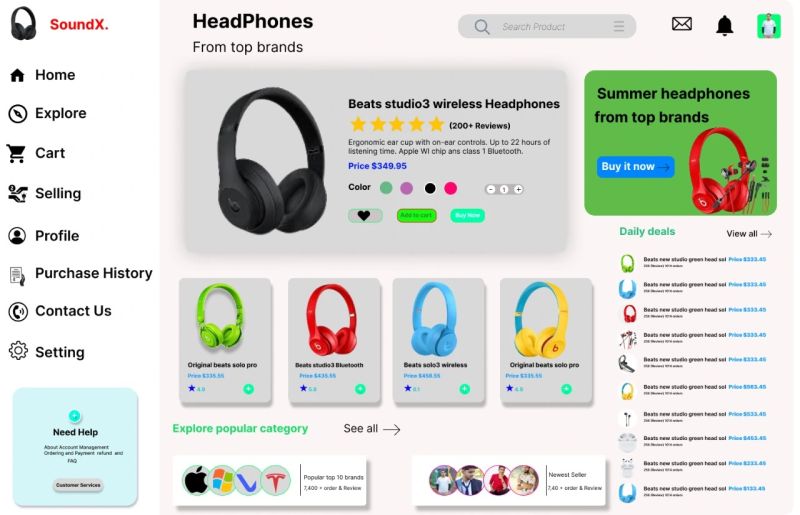 SoundX.
Home
Explore
Cart
Selling
Profile
Purchase History
Contact Us
Setting
Need Help
About Account Management
Ordering and Payment refund and
FAQ
Customer Services
HeadPhones
From top brands
Search Product
Beats studio3 wireless Headphones
(200+ Reviews)
Ergonomic ear cup with on-ear controls. Up to 22 hours of
listening time. Apple WI chip ans class 1 Bluetooth.
Price $349.95
Color
1
Add to cart
Buy Now
Summer headphones
from top brands
Buy it now
Original beats solo pro
Price $335.55
4.9
Beats studio3 Bluetooth
Price $435.55
Beats solo3 wireless
Price $458.55
Original beats solo pro
Price $335.55
Explore popular category
See all
Popular top 10 brands
7,400 + order & Review
Newest Seller
7,40 + order & Review
Daily deals
View all
Beats new studio green head sol Price $333.45
Beats new studio green head sol Price $333.45
Beats new studio green head sol Price $333.45
Beats new studio green head sol Price $333.45
Beats new studio green head sol Price $333.45
Beats new studio green head sol Price $563.45
Beats new studio green head sol Price $533.45
Beats new studio green head sol Price $453.45
Beats new studio green head sol Price $233.45
Beats new studio green head sol Price $133.45